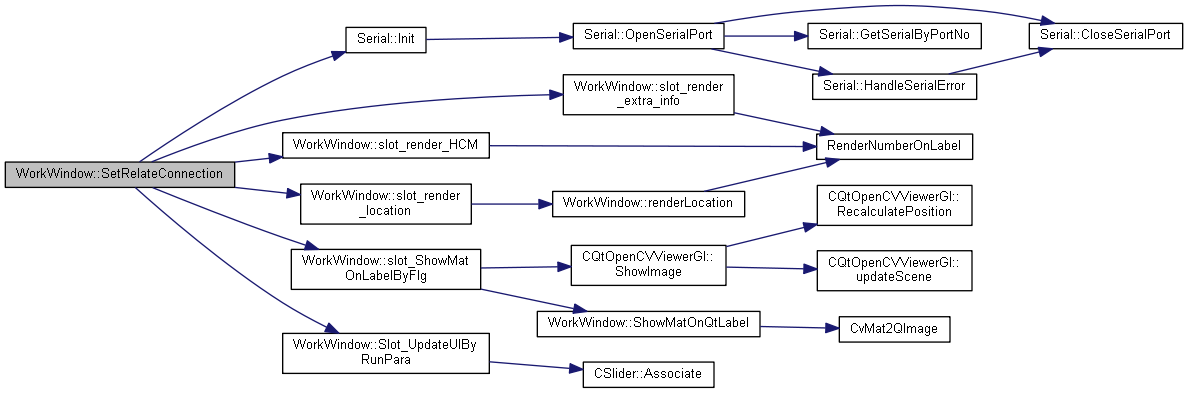 WorkWindow::SetRelateConnection
Serial::Init
Serial::OpenSerialPort
Serial::GetSerialByPortNo
Serial::CloseSerialPort
Serial::HandleSerialError
WorkWindow::slot_render
_extra_info
WorkWindow::slot_render_HCM
RenderNumberOnLabel
WorkWindow::slot_render
_location
WorkWindow::renderLocation
WorkWindow::slot_ShowMat
OnLabelByFlg
CQtOpenCVViewerGl::
ShowImage
CQtOpenCVViewerGl::
RecalculatePosition
CQtOpenCVViewerGl::
updateScene
WorkWindow::ShowMatOnQtLabel
CvMat2QImage
WorkWindow::Slot_UpdateUIBy
RunPara
CSlider::Associate